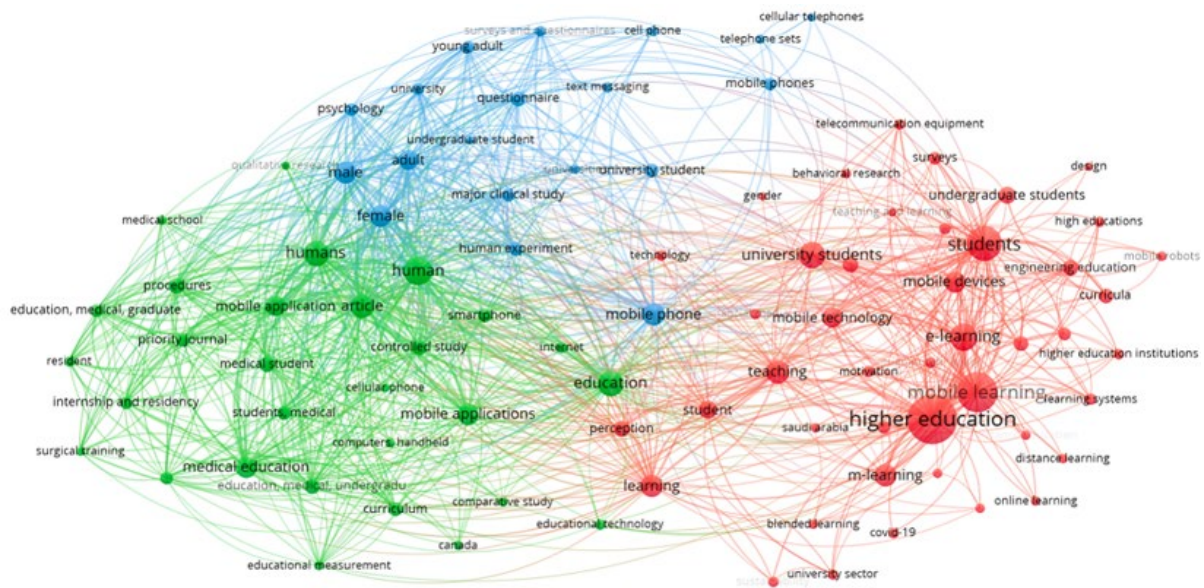 cellular telephones
surveys and questionnaires
cell phone
telephone sets
young adult
mobile phones
university
text messaging
questionnaire
psychology
telecommunication equipment
undergraduate student
adult
surveys
qualitative research
male
university student
behavioral research
design
major clinical study
gender
undergraduate students
teaching and learning
medical school
female
high educations
humans
human experiment
technology
university students
students
mobile robots
human
engineering education
procedures
mobile devices
curricula
education, medical, graduate
mobile application
article
smartphone
mobile phone
mobile technology
priority journal
controlled study
internet
e-learning
higher education institutions
resident
medical student
education
teaching
motivation
cellular phone
mobile learning
internship and residency
students, medical
mobile applications
student
higher education
learning systems
perception
saudi arabia
surgical training
computers, handheld
medical education
distance learning
education, medical, undergradu
learning
m-learning
comparative study
online learning
curriculum
educational technology
blended learning
covid-19
canada
educational measurement
university sector
sustainability